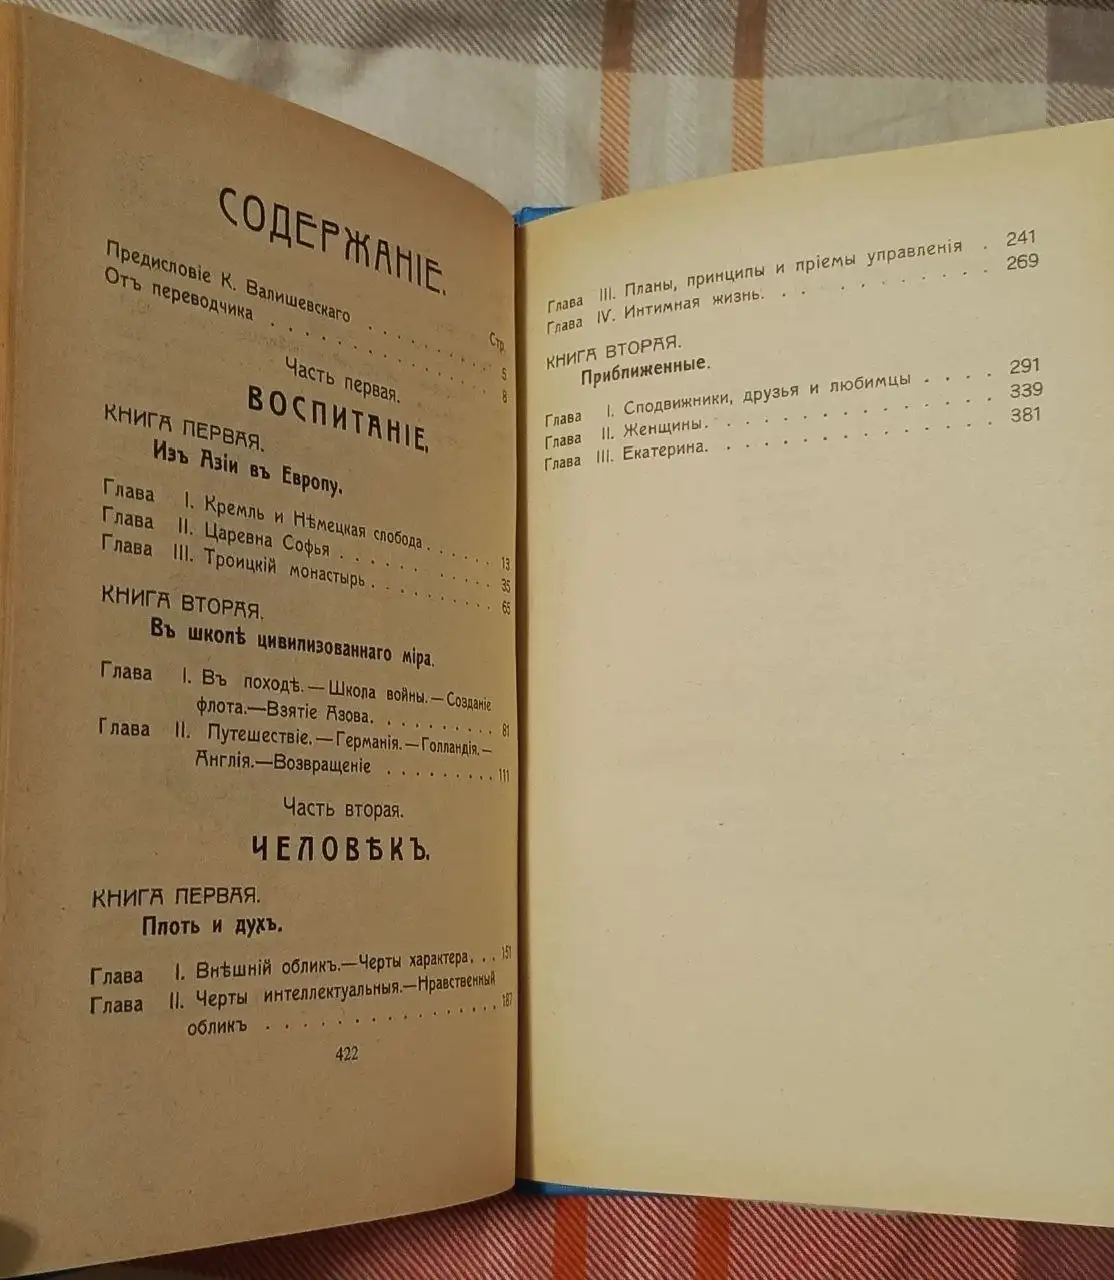 СОДЕРЖАНІЕ.
Стр.
Предисловіе К. Валишевскаго . . . . . . . . 5
Отъ переводчика . . . . . . . . . . . 8
Часть первая.
ВОСПИТАНІЕ.
КНИГА ПЕРВАЯ.
Изъ Азіи въ Европу.
Глава I. Кремль и Нѣмецкая слобода . . . . . . 13
Глава II. Царевна Софья . . . . . . . . . . 35
Глава III. Троицкій монастырь . . . . . . . . . 65
КНИГА ВТОРАЯ.
Въ школѣ цивилизованнаго міра.
Глава I. Въ походѣ.—Школа войны.—Созданіе
флота.—Взятіе Азова. . . . . . . . . . 81
Глава II. Путешествіе.—Германія.—Голландія.—
Англія.—Возвращеніе . . . . . . . . . 111
Часть вторая.
ЧЕЛОВѢКЪ.
КНИГА ПЕРВАЯ.
Плоть и духъ.
Глава I. Внѣшній обликъ.—Черты характера. . . 151
Глава II. Черты интеллектуальныя.—Нравственный
обликъ . . . . . . . . . . . . . 187
422
Глава III. Планы, принципы и пріемы управленія . 241
Глава IV. Интимная жизнь. . . . . . . . . . 269
КНИГА ВТОРАЯ.
Приближенные.
Глава I. Сподвижники, друзья и любимцы . . . . 291
Глава II. Женщины. . . . . . . . . . . . . 339
Глава III. Екатерина. . . . . . . . . . . . 381